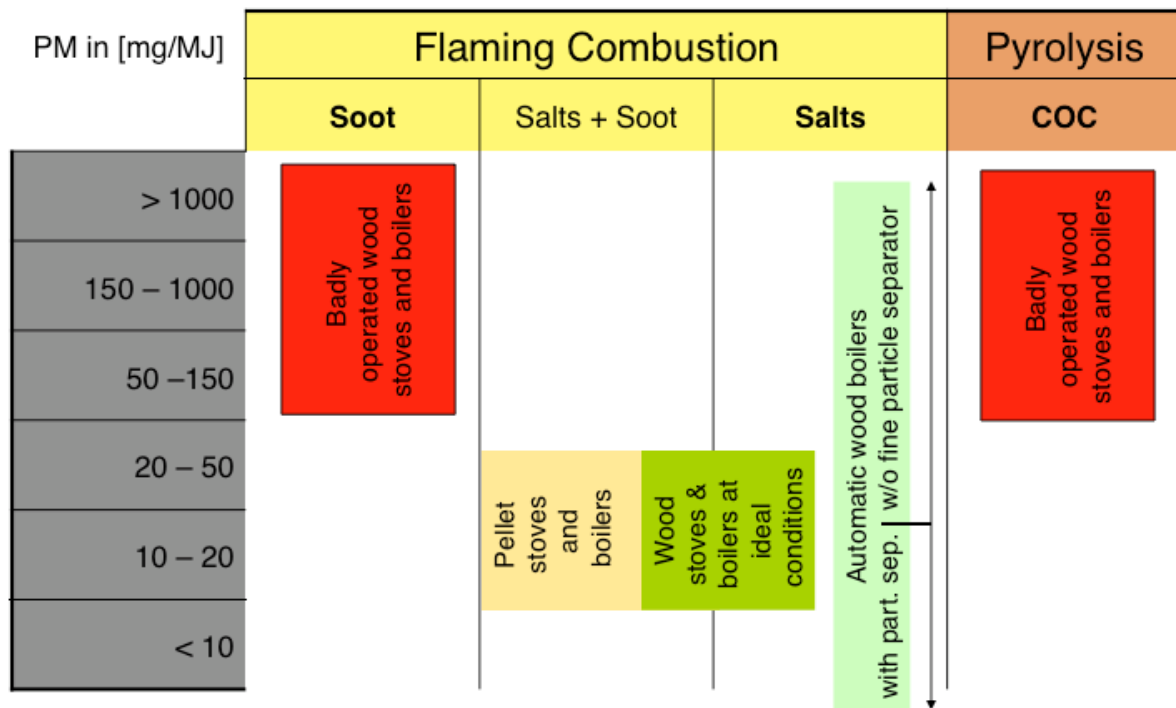 PM in [mg/MJ]
Flaming Combustion
Pyrolysis
Soot
Salts + Soot
Salts
COC
> 1000
150 – 1000
50 –150
20 – 50
10 – 20
< 10
Badly
operated wood
stoves and boilers
Pellet
stoves
and
boilers
Wood
stoves &
boilers at
ideal
conditions
Automatic wood boilers
with part. sep. w/o fine particle separator
Badly
operated wood
stoves and boilers